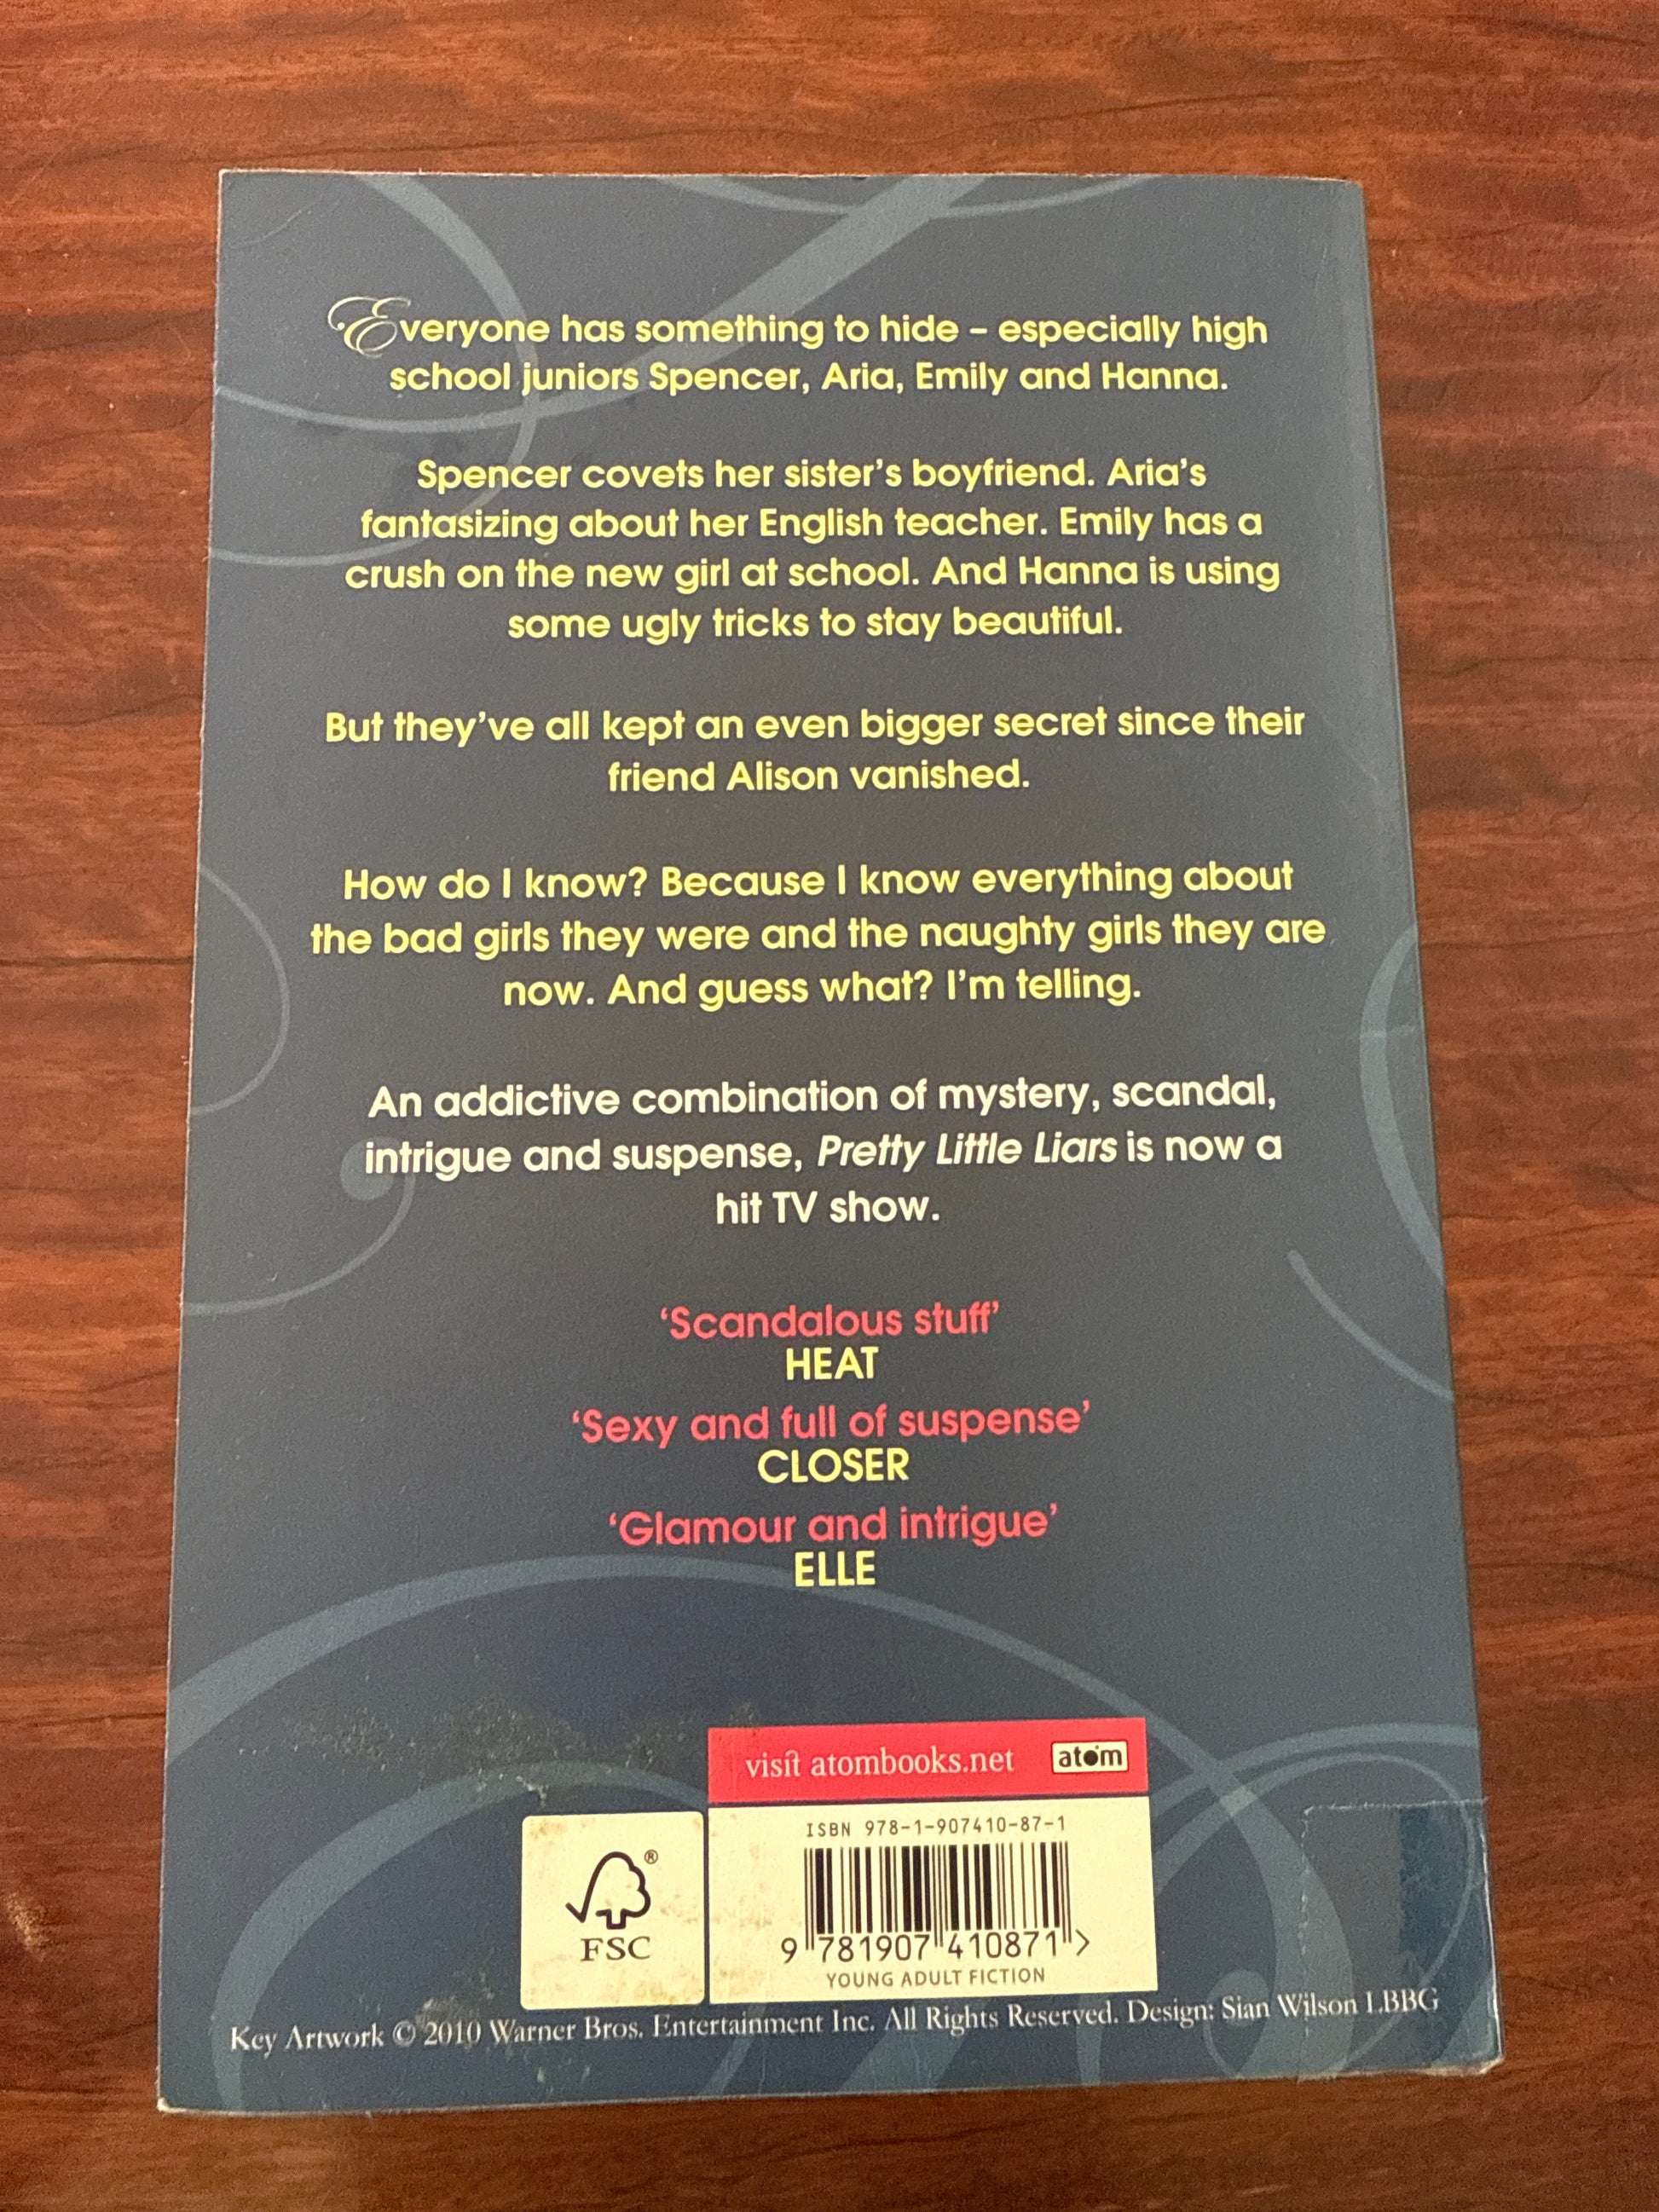 Everyone has something to hide – especially high
school juniors Spencer, Aria, Emily and Hanna.
Spencer covets her sister's boyfriend. Aria's
fantasizing about her English teacher. Emily has a
crush on the new girl at school. And Hanna is using
some ugly tricks to stay beautiful.
But they've all kept an even bigger secret since their
friend Alison vanished.
How do I know? Because I know everything about
the bad girls they were and the naughty girls they are
now. And guess what? I'm telling.
An addictive combination of mystery, scandal,
intrigue and suspense, Pretty Little Liars is now a
hit TV show.
‘Scandalous stuff’
HEAT
‘Sexy and full of suspense’
CLOSER
‘Glamour and intrigue’
ELLE
visit atombooks.net atom
ISBN 978-1-907410-87-1
9 781907 410871 >
YOUNG ADULT FICTION
®
FSC
Key Artwork © 2010 Warner Bros. Entertainment Inc. All Rights Reserved. Design: Sian Wilson LBBG